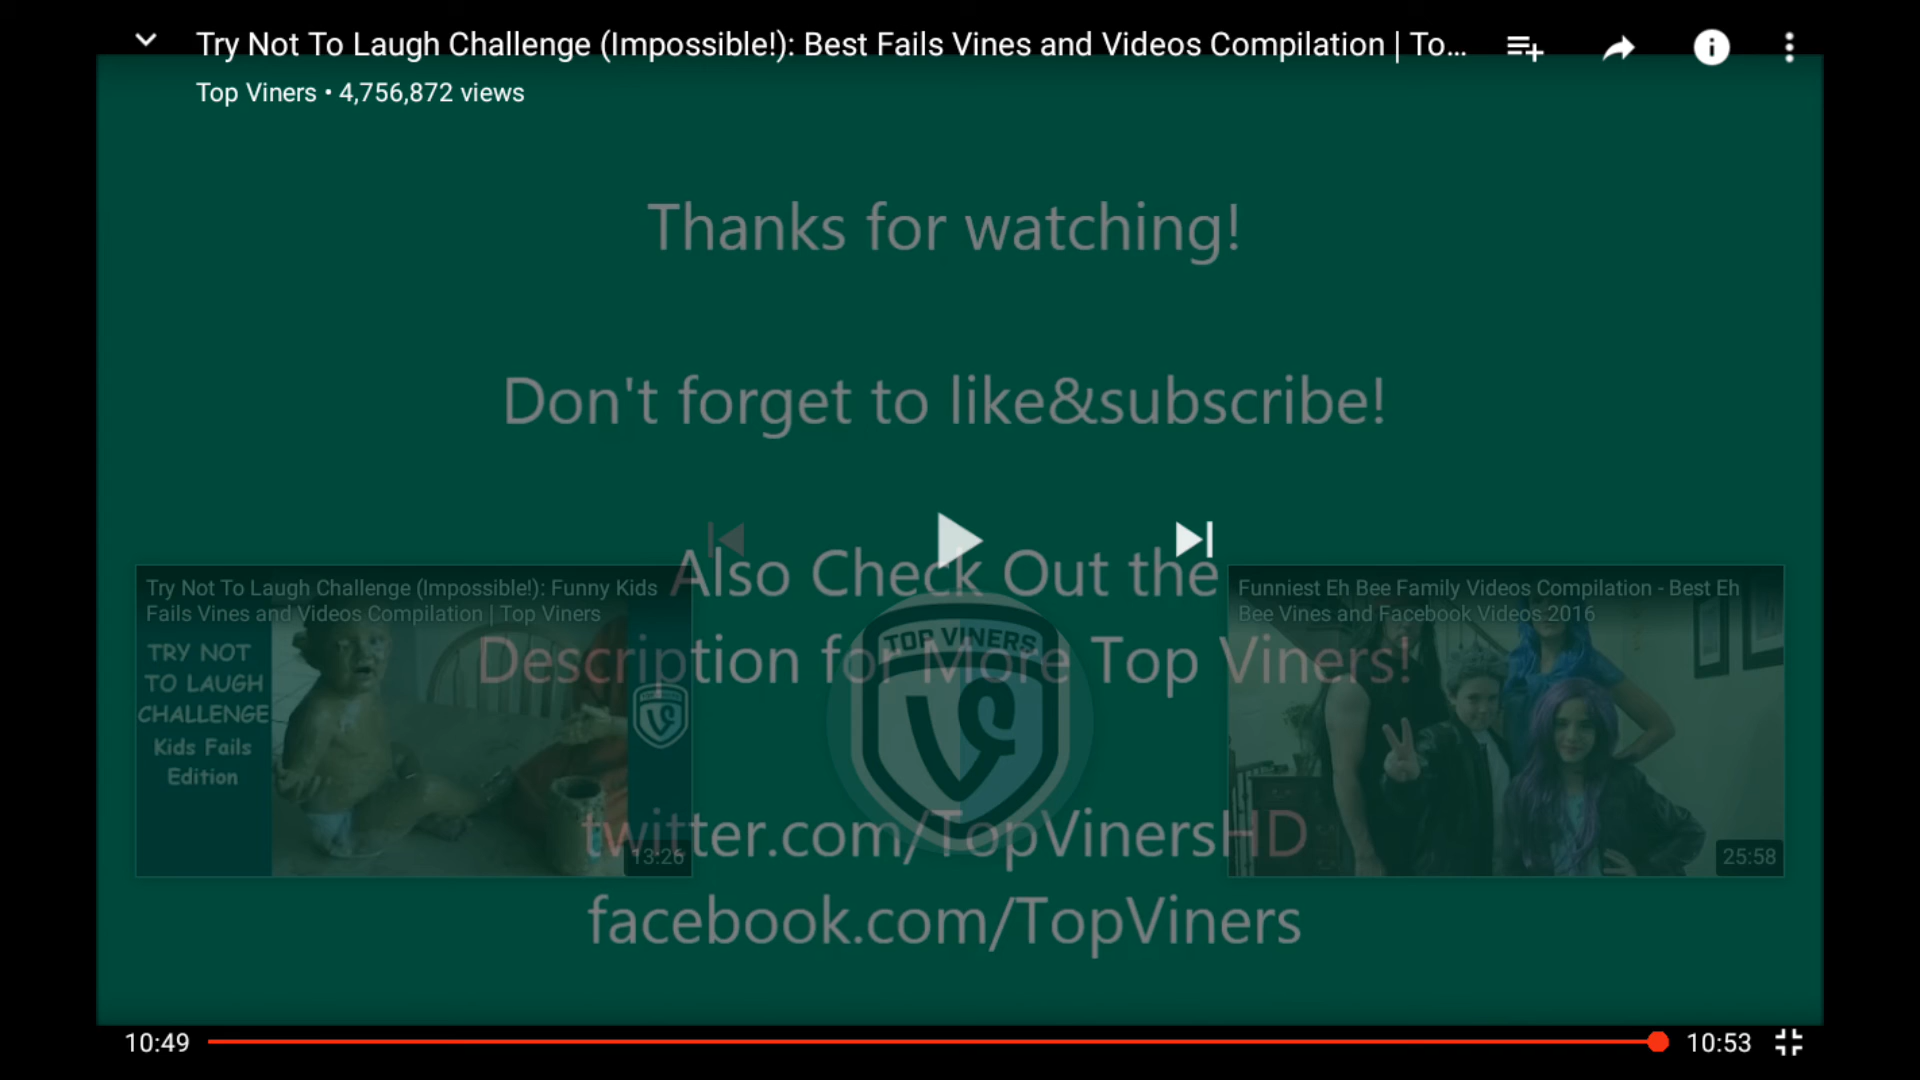 Try Not To Laugh Challenge (Impossible!): Best Fails Vines and Videos Compilation | To...
Top Viners • 4,756,872 views
Thanks for watching!
Don't forget to like&subscribe!
Also Check Out the
Description for More Top Viners!
Try Not To Laugh Challenge (Impossible!): Funny Kids
Fails Vines and Videos Compilation | Top Viners
TRY NOT
TO LAUGH
CHALLENGE
Kids Fails
Edition
13:26
TOP VINERS
Funniest Eh Bee Family Videos Compilation - Best Eh
Bee Vines and Facebook Videos 2016
25:58
twitter.com/TopVinersHD
facebook.com/TopViners
10:49
10:53